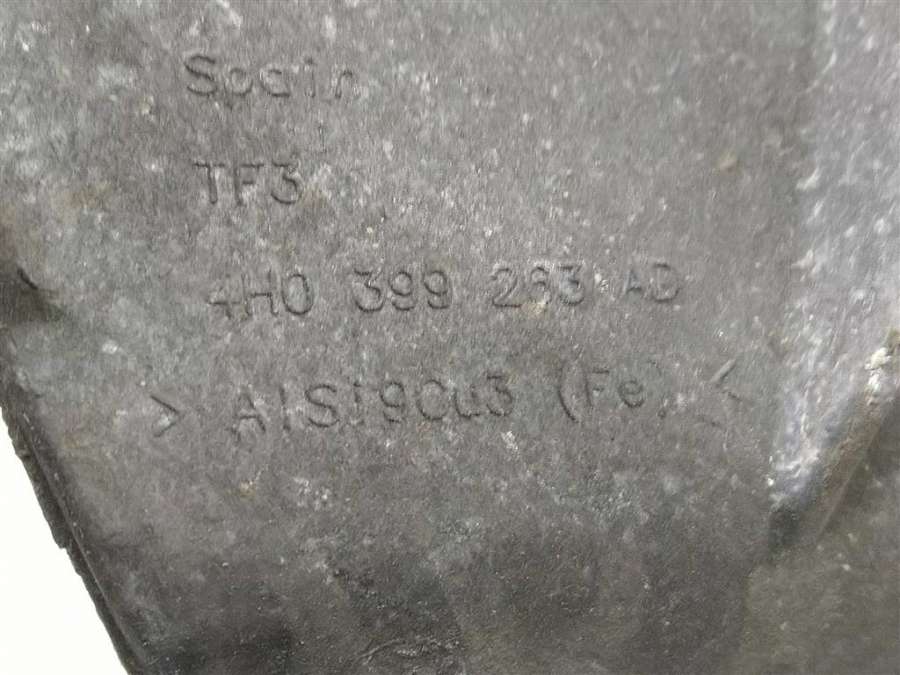 Spain
TF3
4H0 399 263 AD
> AlSi9Cu3 (Fe) <